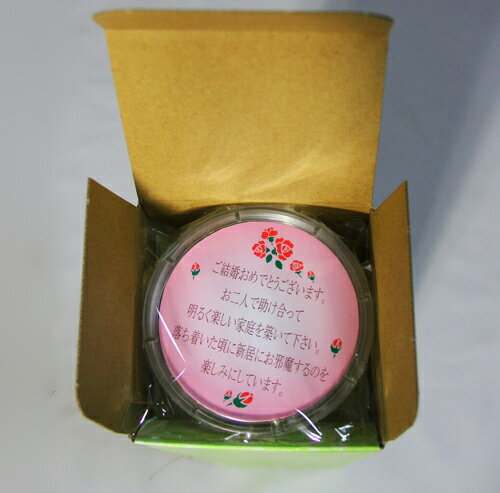 ご結婚おめでとうございます。
お二人で助け合って
明るく楽しい家庭を築いて下さい。
落ち着いた頃に新居にお邪魔するのを
楽しみにしています。